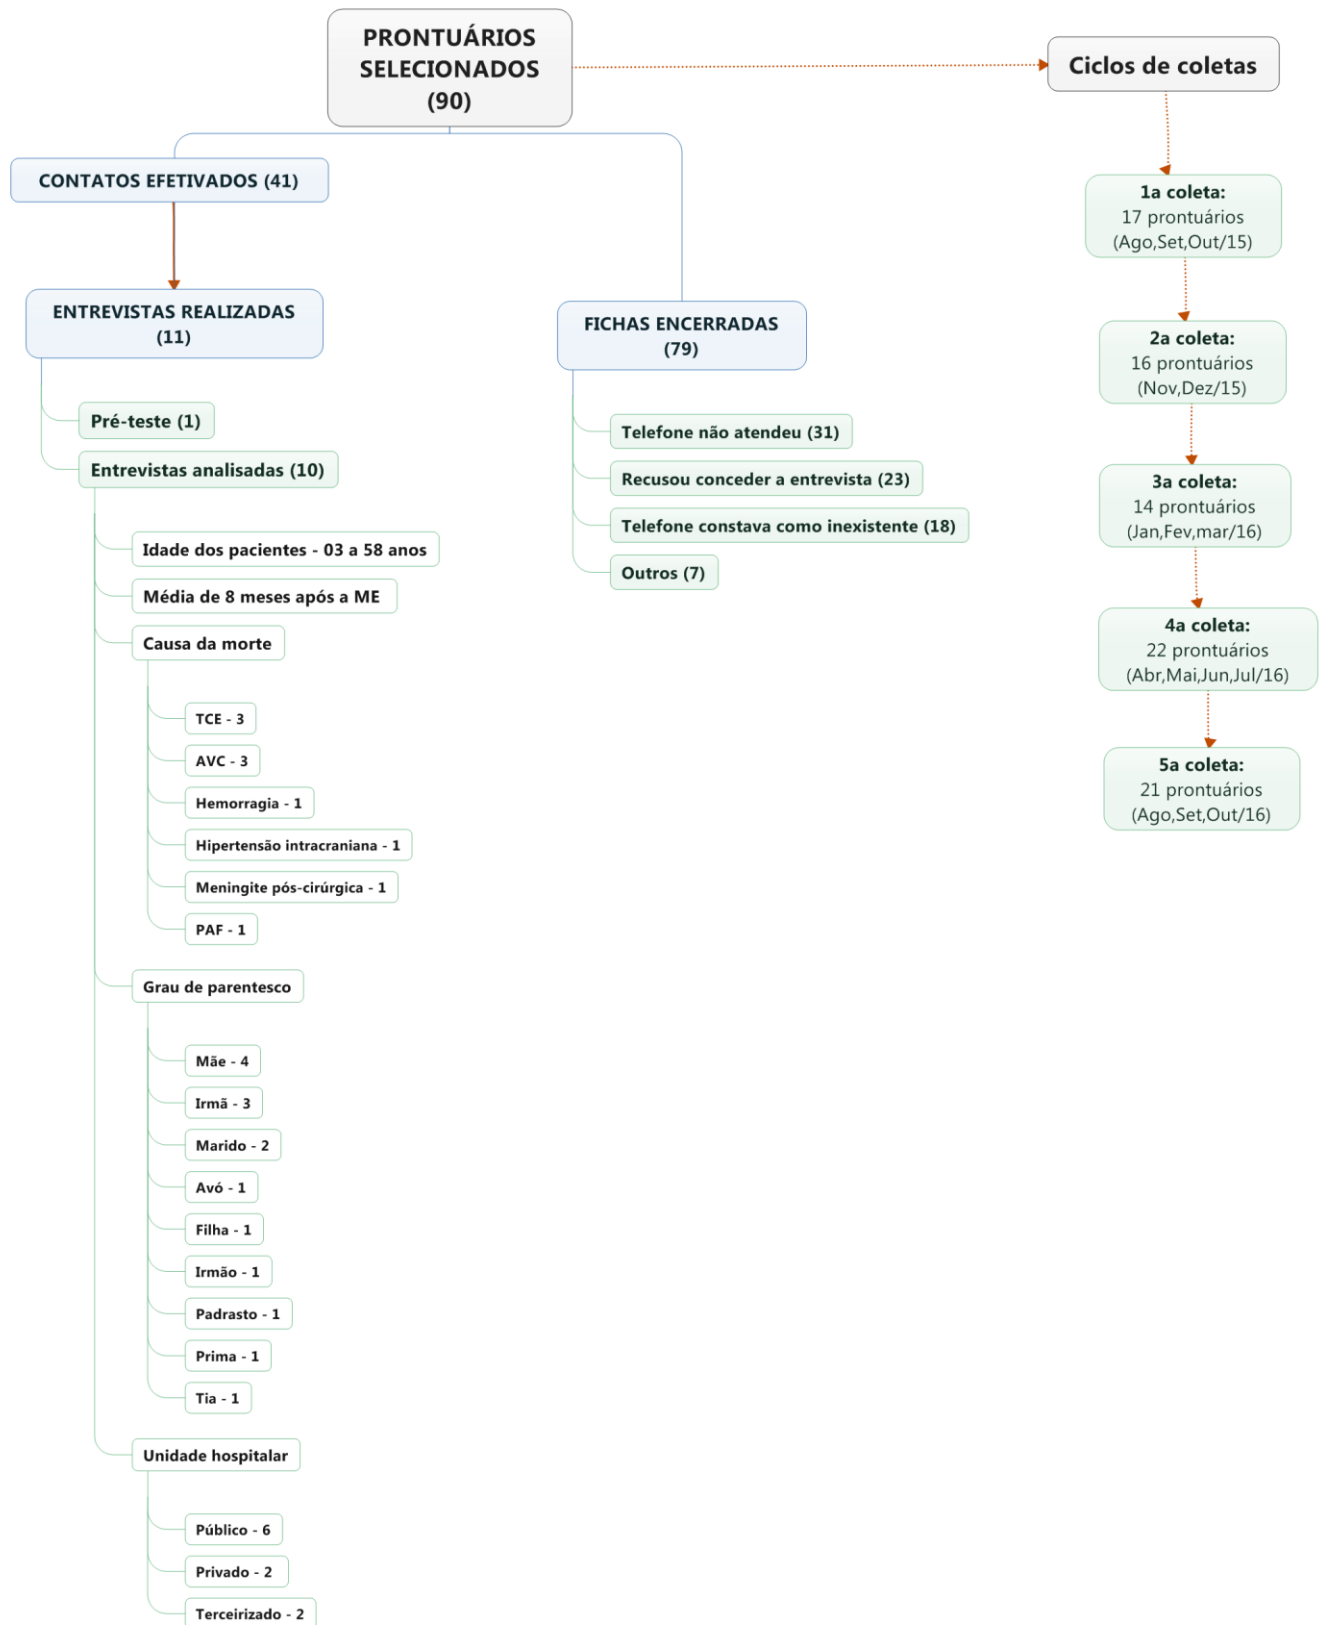 PRONTUÁRIOS
SELECIONADOS
(90)
Ciclos de coletas
CONTATOS EFETIVADOS (41)
ENTREVISTAS REALIZADAS
(11)
Pré-teste (1)
Entrevistas analisadas (10)
Idade dos pacientes - 03 a 58 anos
Média de 8 meses após a ME
Causa da morte
TCE - 3
AVC - 3
Hemorragia - 1
Hipertensão intracraniana - 1
Meningite pós-cirúrgica - 1
PAF - 1
Grau de parentesco
Mãe - 4
Irmã - 3
Marido - 2
Avó - 1
Filha - 1
Irmão - 1
Padrasto - 1
Prima - 1
Tia - 1
Unidade hospitalar
Público - 6
Privado - 2
Terceirizado - 2
FICHAS ENCERRADAS
(79)
Telefone não atendeu (31)
Recusou conceder a entrevista (23)
Telefone constava como inexistente (18)
Outros (7)
1a coleta:
17 prontuários
(Ago,Set,Out/15)
2a coleta:
16 prontuários
(Nov,Dez/15)
3a coleta:
14 prontuários
(Jan,Fev,mar/16)
4a coleta:
22 prontuários
(Abr,Mai,Jun,Jul/16)
5a coleta:
21 prontuários
(Ago,Set,Out/16)